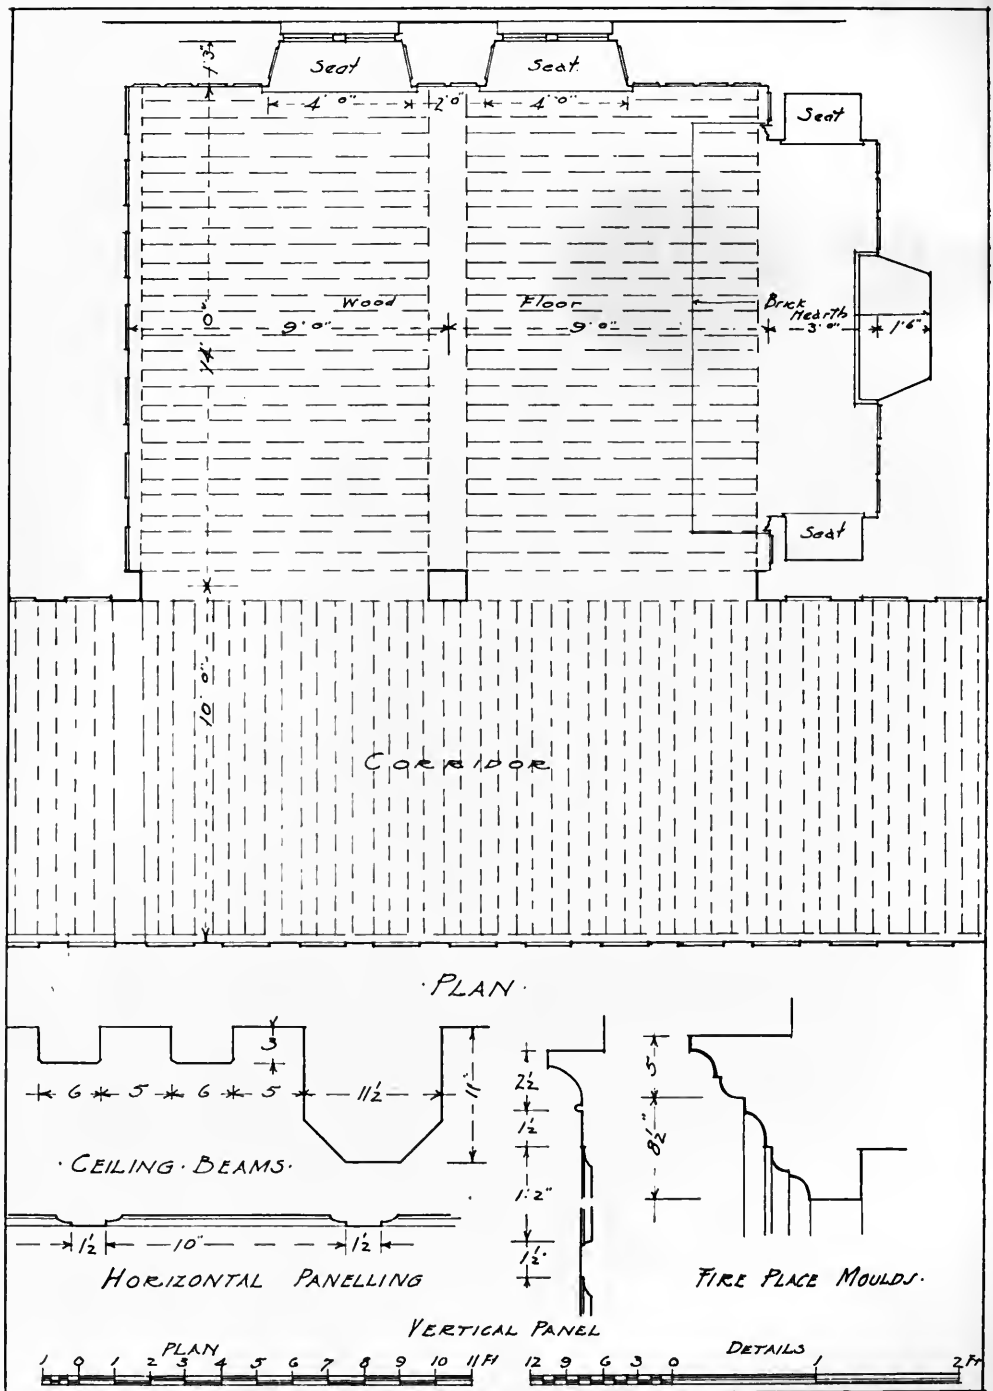 Seat
Seat.
1'3"
4' 0"
2' 0"
4' 0"
Seat
Wood
Floor
Brick
Hearth
9' 0"
9' 0"
3' 0"
1'6"
14' 0"
Seat
10' 0"
CORRIDOR
·PLAN·
3"
6
5
6
5
11½
11"
·CEILING·BEAMS·
1½
10"
1½
HORIZONTAL PANELLING
2½
1½
1'2"
1½"
VERTICAL PANEL
5
8½"
FIRE PLACE MOULDS·
PLAN
1 0 1 2 3 4 5 6 7 8 9 10 11 Ft
DETAILS
12 9 6 3 0 1 2 Ft